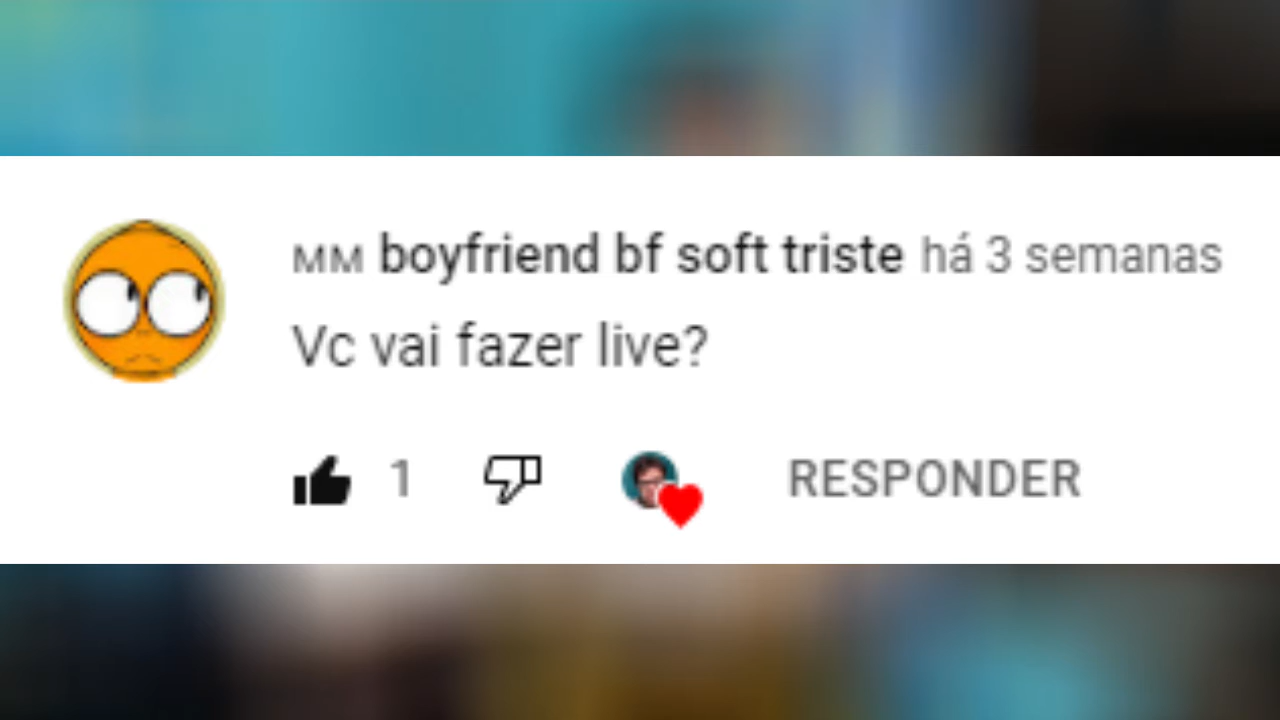 ᴍᴍ boyfriend bf soft triste há 3 semanas
Vc vai fazer live?
1 RESPONDER